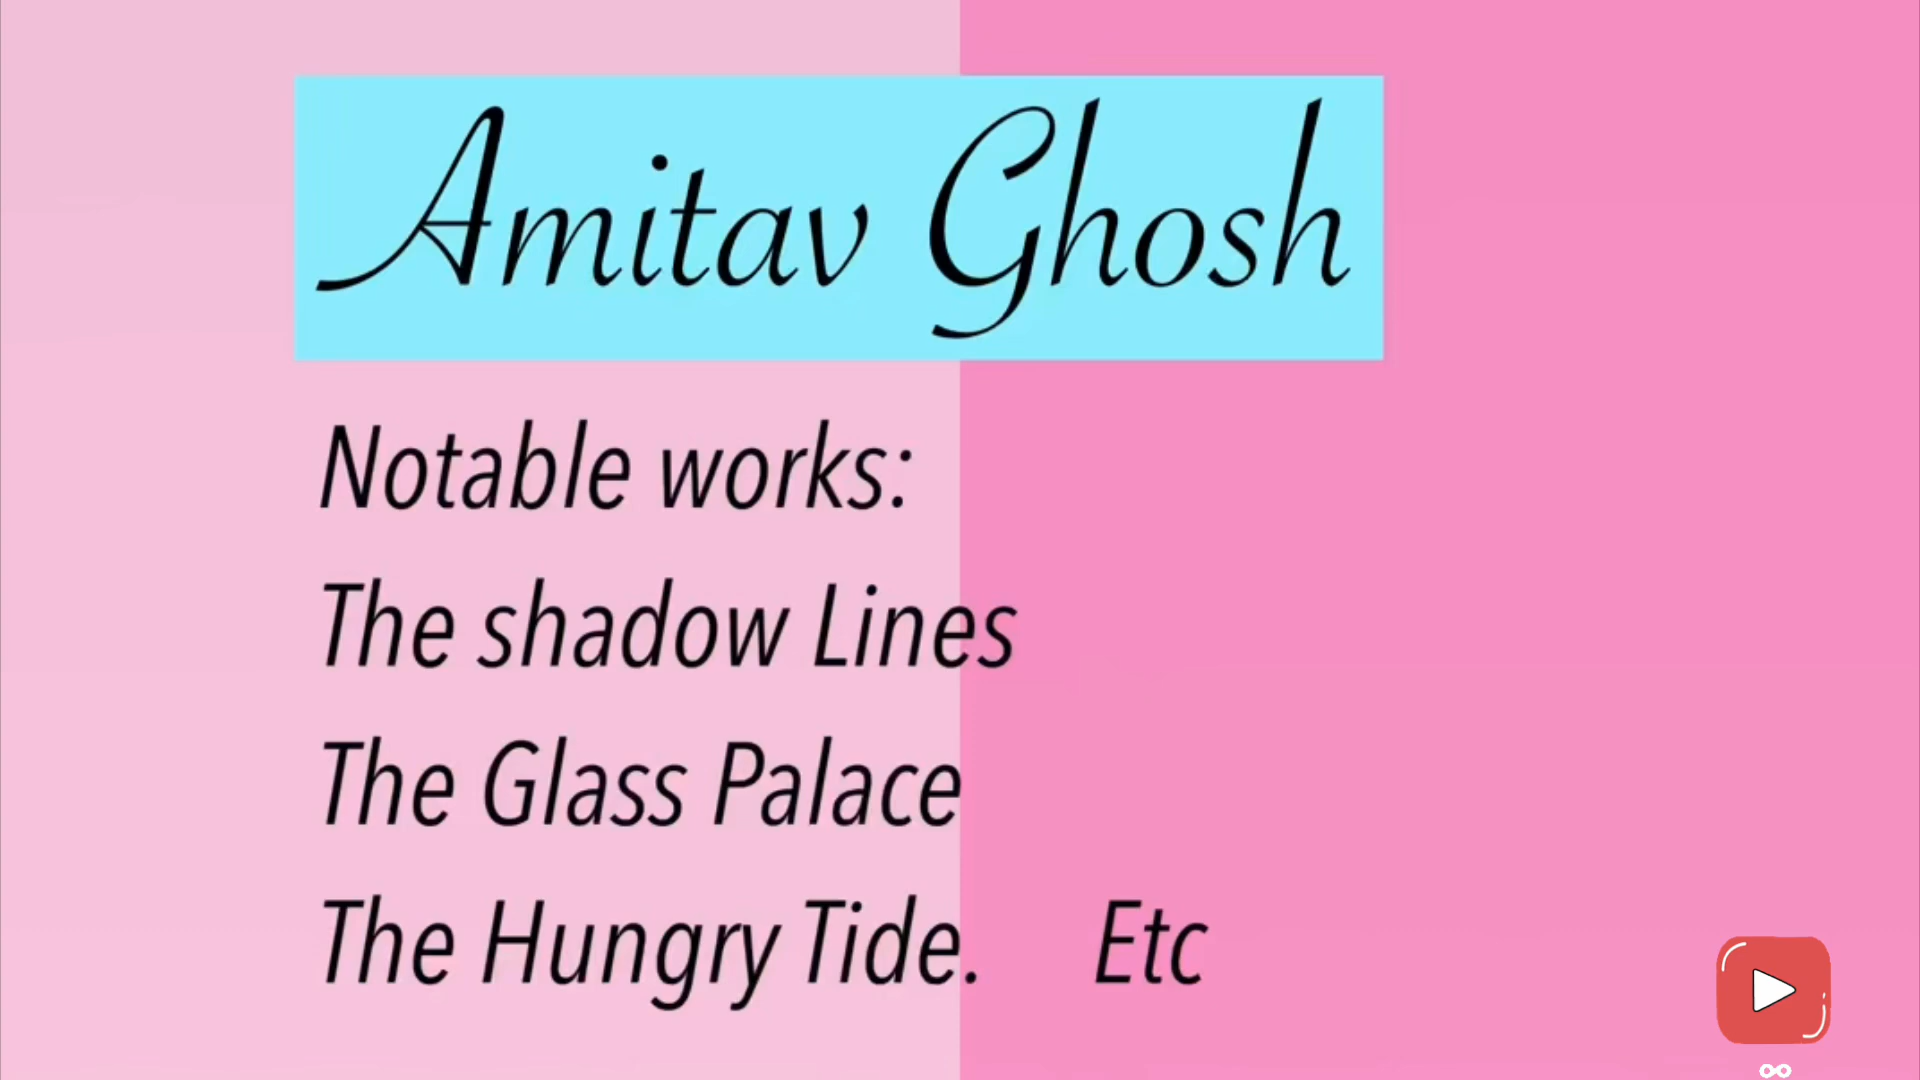 Amitav Ghosh
Notable works:
The shadow Lines
The Glass Palace
The Hungry Tide. Etc